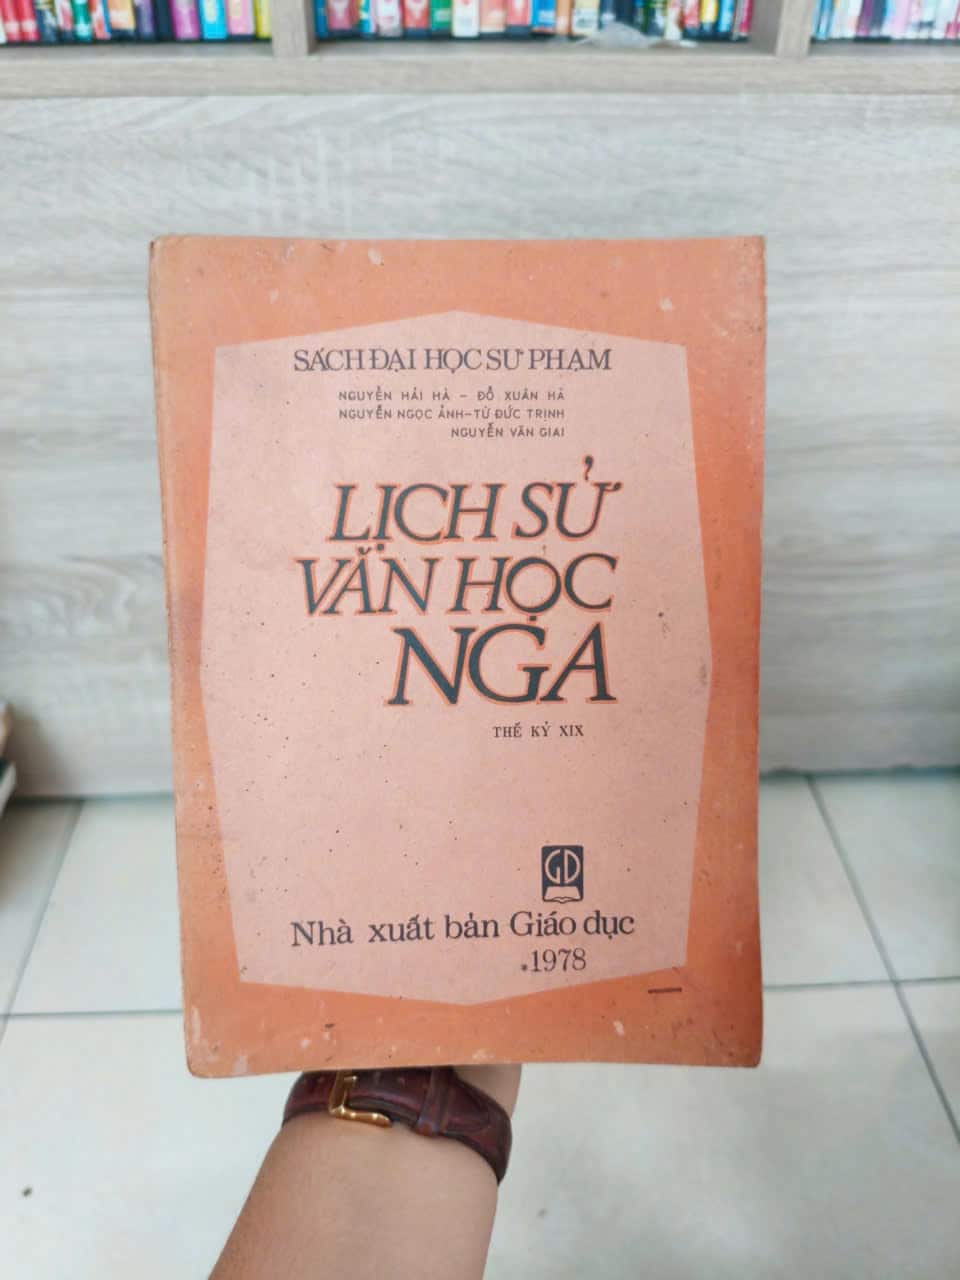 SÁCH ĐẠI HỌC SƯ PHẠM
NGUYỄN HẢI HÀ - ĐỖ XUÂN HÀ
NGUYỄN NGỌC ẢNH-TỪ ĐỨC TRỊNH
NGUYỄN VĂN GIAI
LỊCH SỬ
VĂN HỌC
NGA
THẾ KỶ XIX
GD
Nhà xuất bản Giáo dục
1978